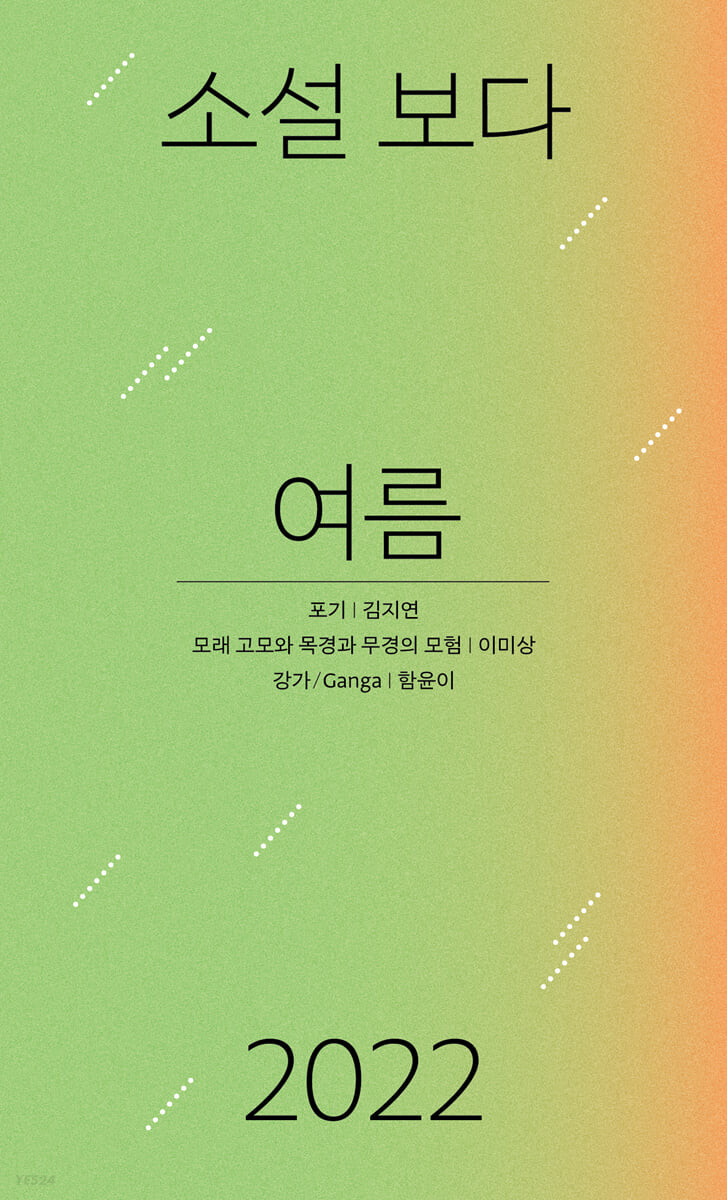 소설 보다
여름
포기 | 김지연
모래 고모와 목경과 무경의 모험 | 이미상
강가/Ganga | 함윤이
2022
YES24